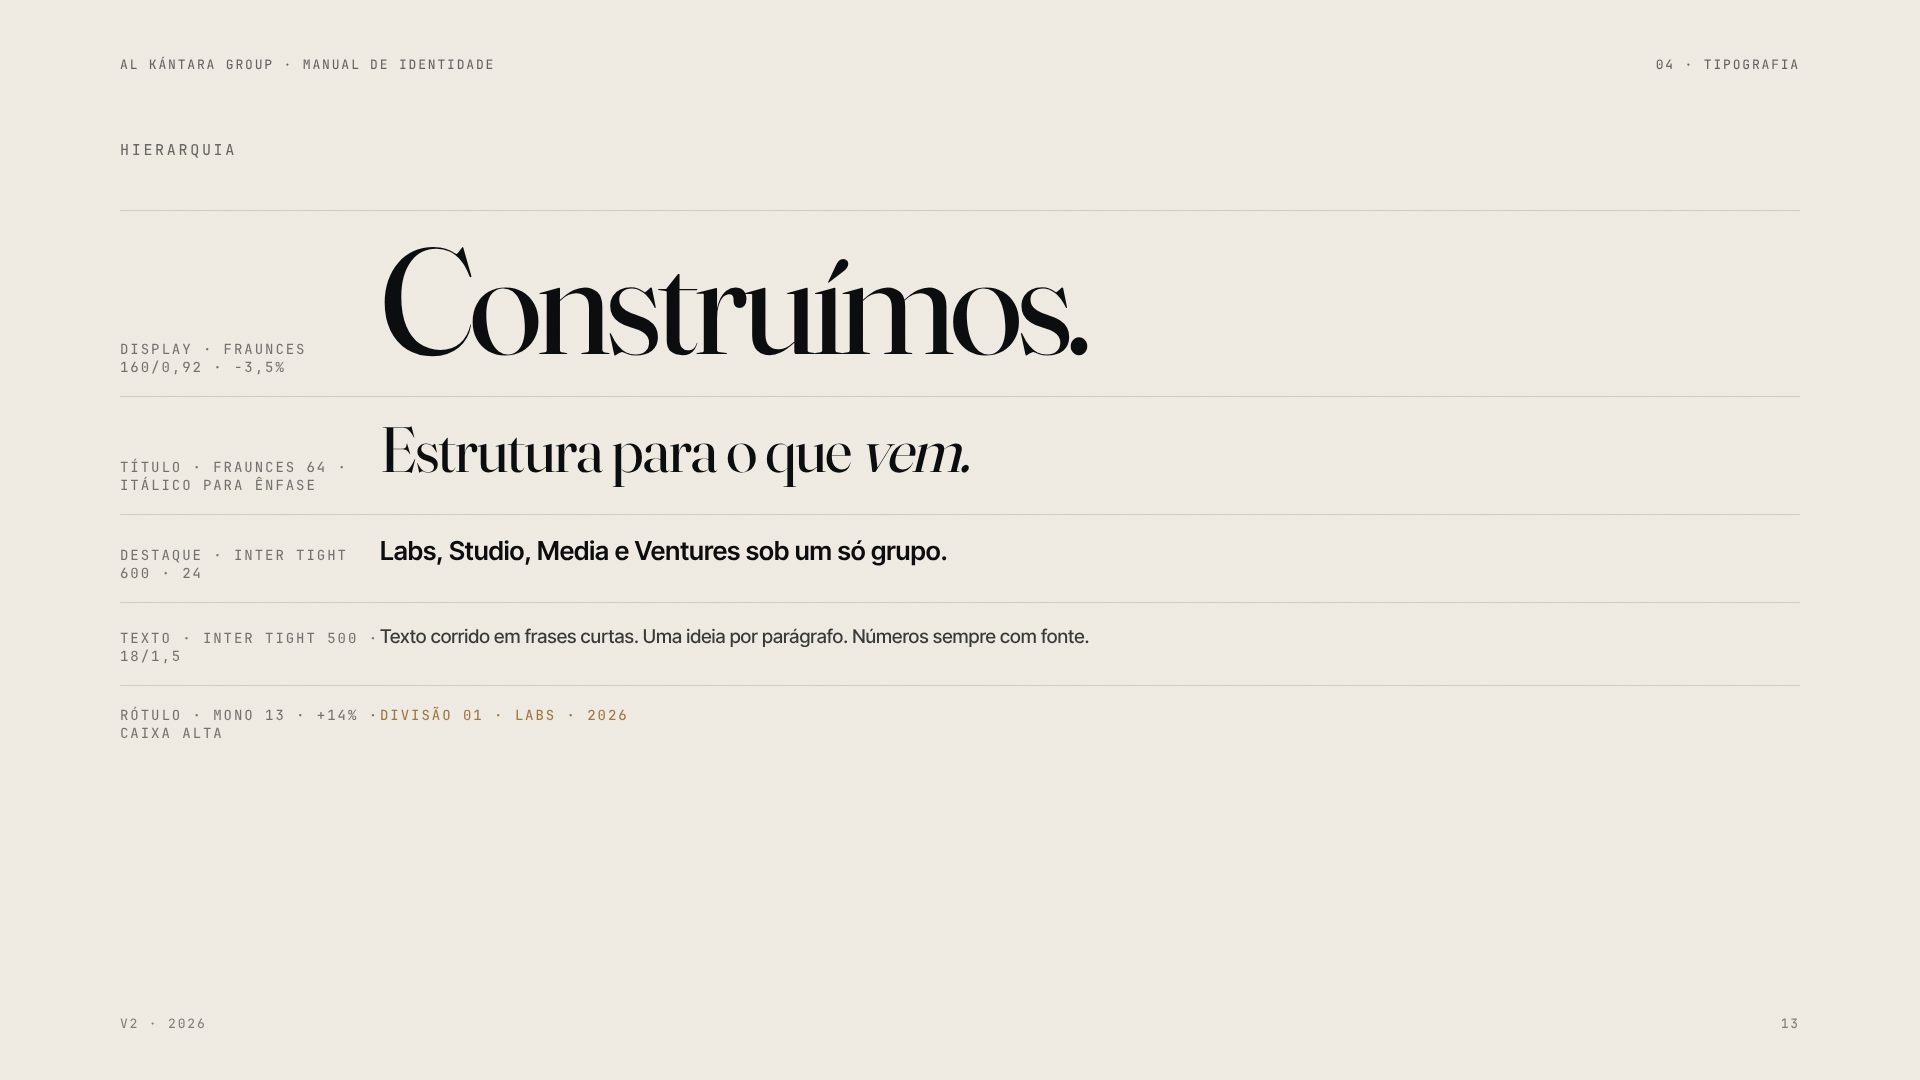 AL KÁNTARA GROUP · MANUAL DE IDENTIDADE
04 · TIPOGRAFIA
HIERARQUIA
DISPLAY · FRAUNCES
160/0,92 · -3,5%
Construímos.
TÍTULO · FRAUNCES 64 ·
ITÁLICO PARA ÊNFASE
Estrutura para o que vem.
DESTAQUE · INTER TIGHT
600 · 24
Labs, Studio, Media e Ventures sob um só grupo.
TEXTO · INTER TIGHT 500 ·
18/1,5
Texto corrido em frases curtas. Uma ideia por parágrafo. Números sempre com fonte.
RÓTULO · MONO 13 · +14% ·
CAIXA ALTA
DIVISÃO 01 · LABS · 2026
V2 · 2026
13